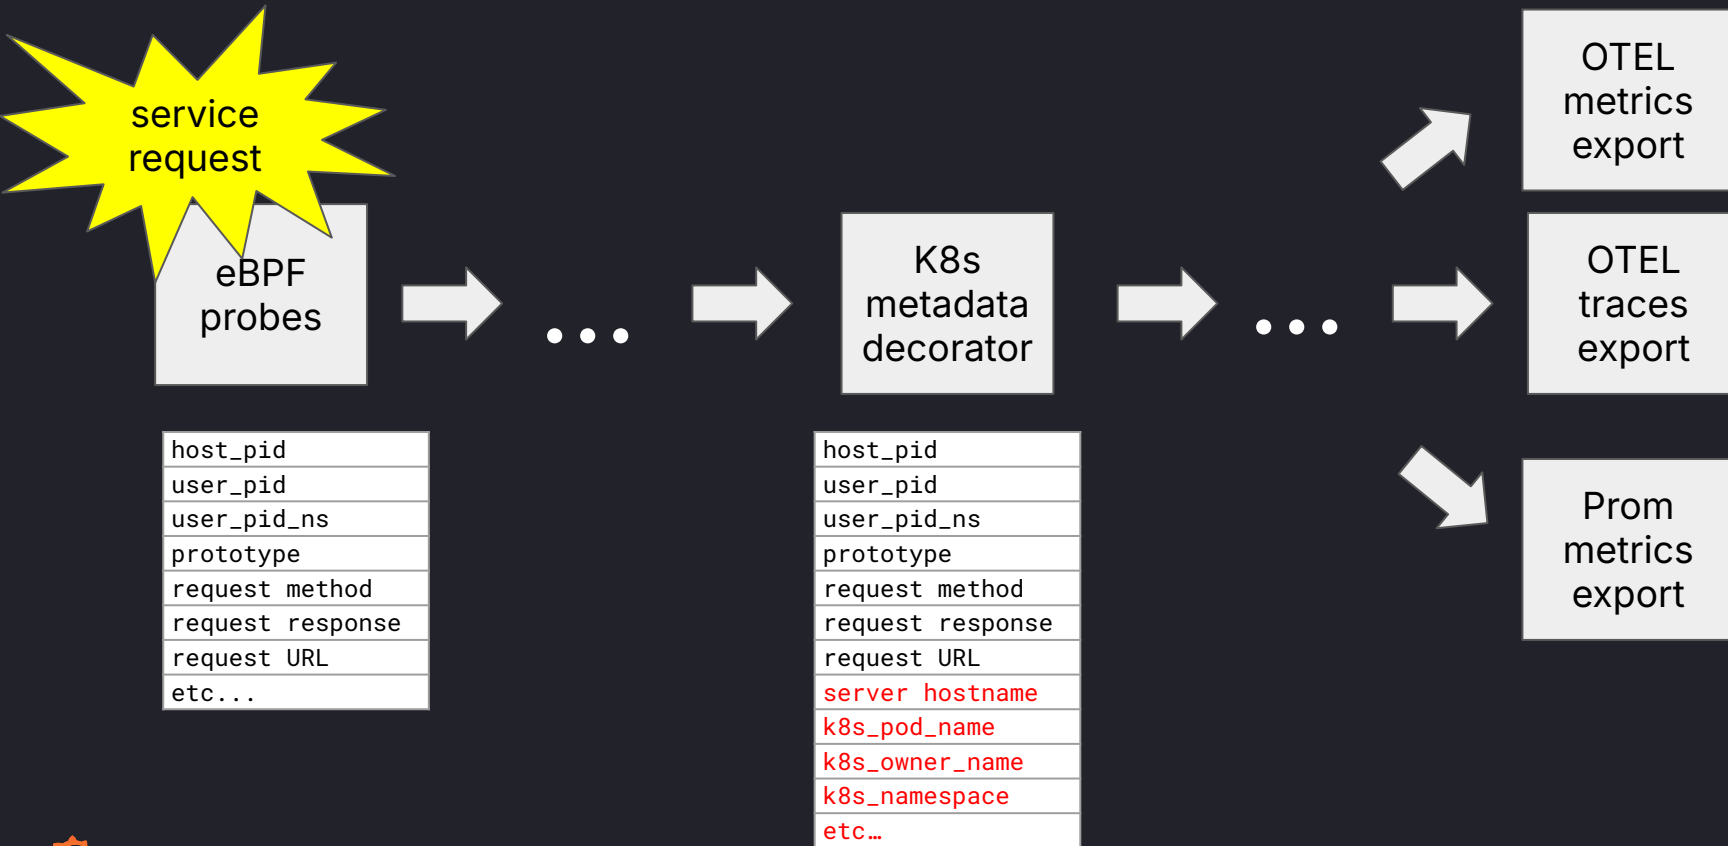 service
request
eBPF
probes
...
K8s
metadata
decorator
...
OTEL
metrics
export
OTEL
traces
export
Prom
metrics
export
host_pid
user_pid
user_pid_ns
prototype
request method
request response
request URL
etc...
host_pid
user_pid
user_pid_ns
prototype
request method
request response
request URL
server hostname
k8s_pod_name
k8s_owner_name
k8s_namespace
etc…